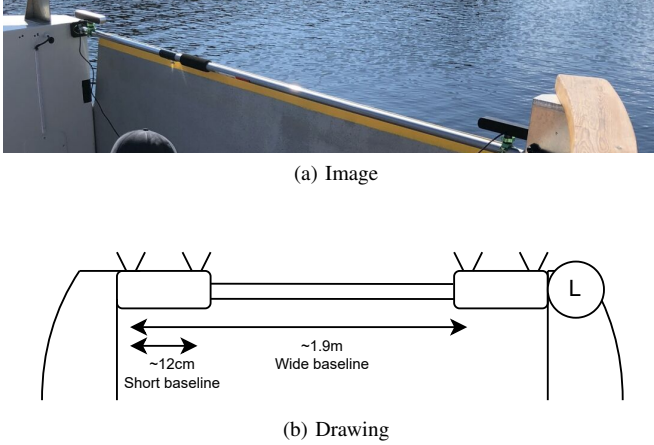 (a) Image
L
~1.9m
Wide baseline
~12cm
Short baseline
(b) Drawing